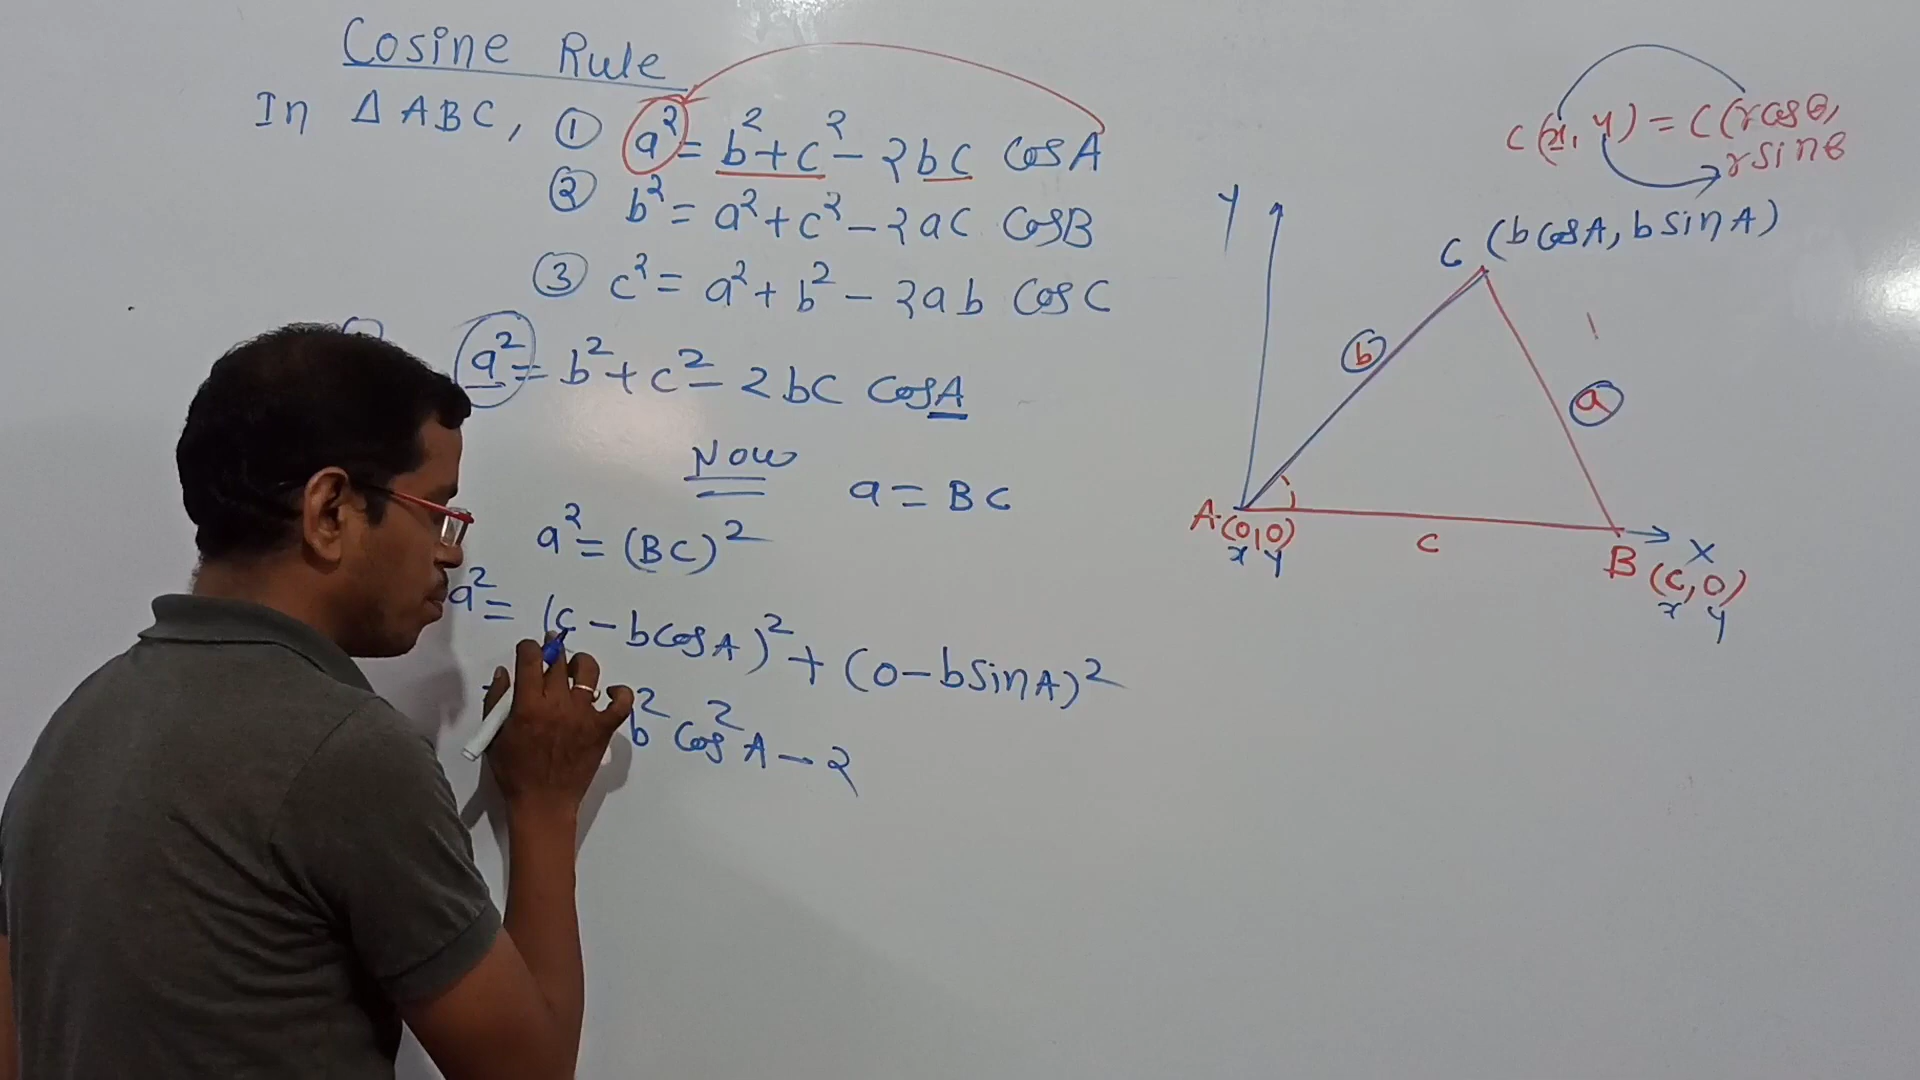 Cosine Rule
In Δ ABC, ① a² = b² + c² - 2bc CosA
② b² = a² + c² - 2ac CosB
③ c² = a² + b² - 2ab CosC
a² = b² + c² - 2bc CosA
Now a = BC
a² = (BC)²
a² = (c - bcosA)² + (0 - bsinA)²
b² cos²A - 2
C(x, y) = C(rcosθ,
rsinθ
Y
C (bcosA, bsinA)
b
a
A(0,0)
x y
c
X
B (c, 0)
x y